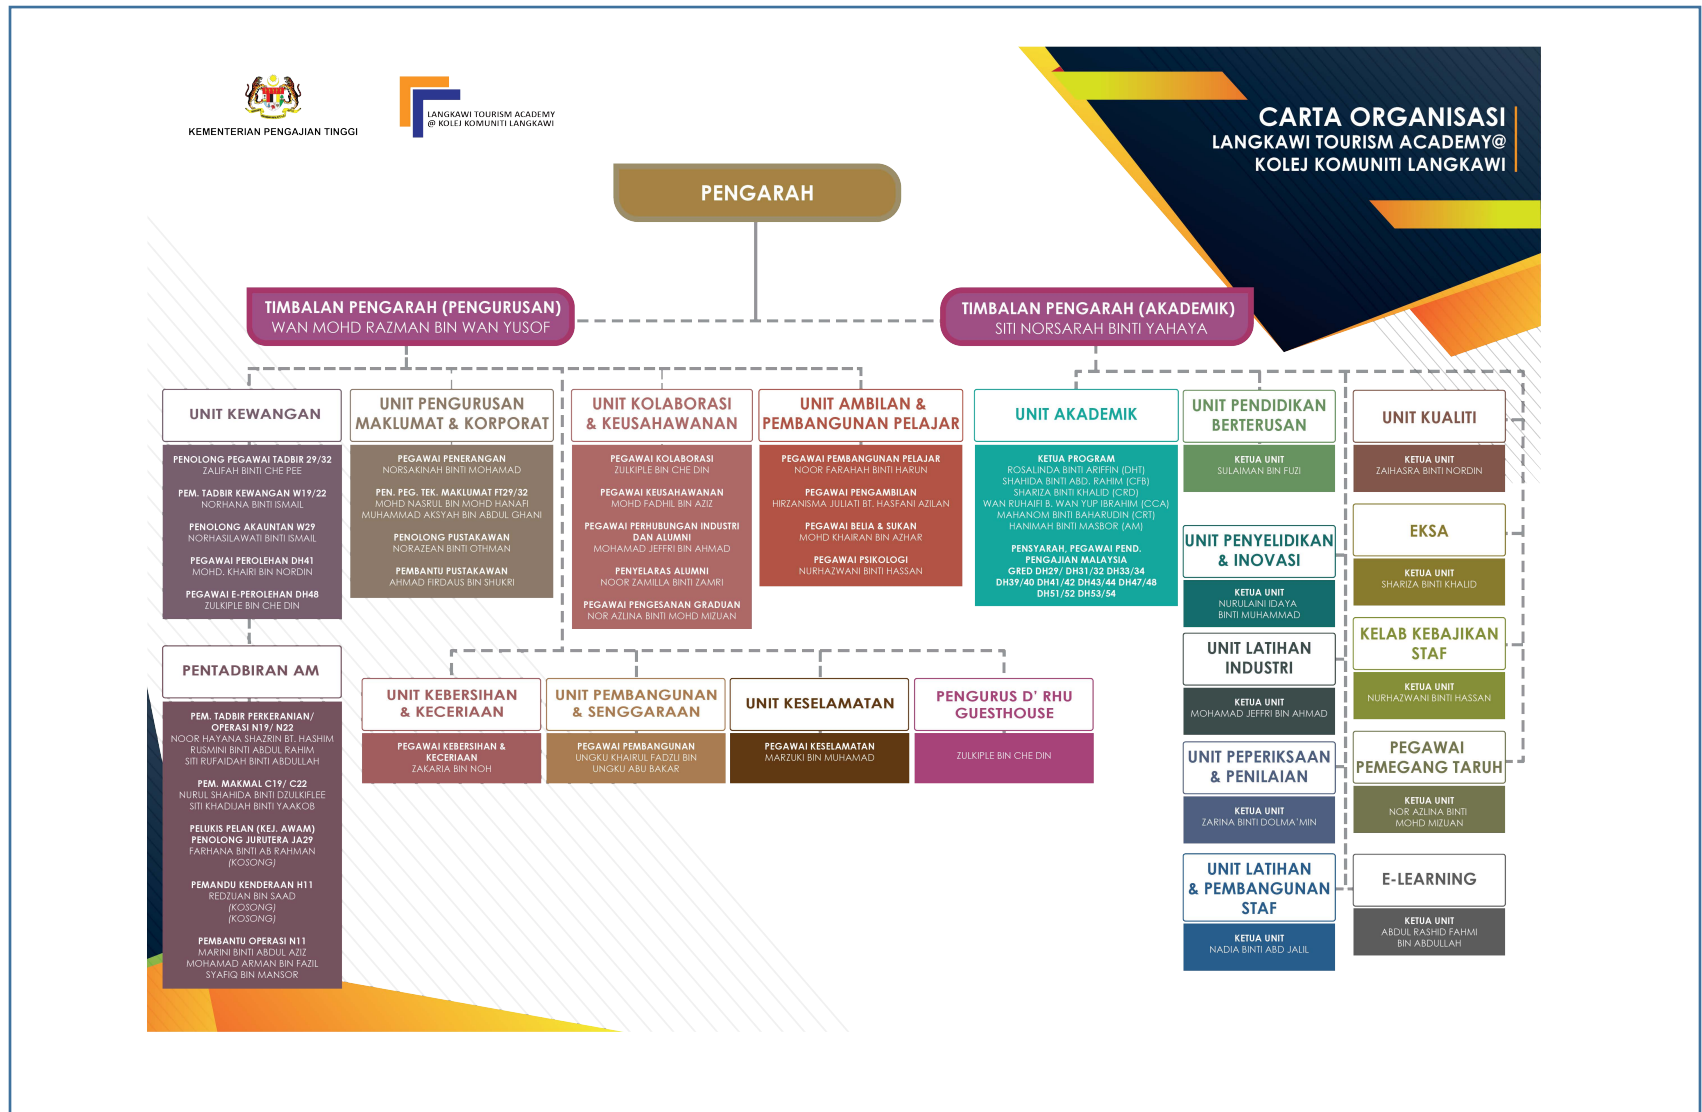 KEMENTERIAN PENGAJIAN TINGGI
LANGKAWI TOURISM ACADEMY
@ KOLEJ KOMUNITI LANGKAWI
CARTA ORGANISASI
LANGKAWI TOURISM ACADEMY@
KOLEJ KOMUNITI LANGKAWI
PENGARAH
TIMBALAN PENGARAH (PENGURUSAN)
WAN MOHD RAZMAN BIN WAN YUSOF
TIMBALAN PENGARAH (AKADEMIK)
SITI NORSARAH BINTI YAHAYA
UNIT KEWANGAN
PENOLONG PEGAWAI TADBIR 29/32
ZALIFAH BINTI CHE PEE
PEM. TADBIR KEWANGAN W19/22
NORHANA BINTI ISMAIL
PENOLONG AKAUNTAN W29
NORHASILAWATI BINTI ISMAIL
PEGAWAI PEROLEHAN DH41
MOHD. KHAIRI BIN NORDIN
PEGAWAI E-PEROLEHAN DH48
ZULKIPLE BIN CHE DIN
PENTADBIRAN AM
PEM. TADBIR PERKERANIAN/
OPERASI N19/ N22
NOOR HAYANA SHAZRIN BT. HASHIM
RUSMINI BINTI ABDUL RAHIM
SITI RUFAIDAH BINTI ABDULLAH
PEM. MAKMAL C19/ C22
NURUL SHAHIDA BINTI DZULKIFLEE
SITI KHADIJAH BINTI YAAKOB
PELUKIS PELAN (KEJ. AWAM)
PENOLONG JURUTERA JA29
FARHANA BINTI AB RAHMAN
(KOSONG)
PEMANDU KENDERAAN H11
REDZUAN BIN SAAD
(KOSONG)
(KOSONG)
PEMBANTU OPERASI N11
MARINI BINTI ABDUL AZIZ
MOHAMAD ARMAN BIN FAZIL
SYAFIQ BIN MANSOR
UNIT PENGURUSAN
MAKLUMAT & KORPORAT
PEGAWAI PENERANGAN
NORSAKINAH BINTI MOHAMAD
PEN. PEG. TEK. MAKLUMAT FT29/32
MOHD NASRUL BIN MOHD HANAFI
MUHAMMAD AKSYAH BIN ABDUL GHANI
PENOLONG PUSTAKAWAN
NORAZEAN BINTI OTHMAN
PEMBANTU PUSTAKAWAN
AHMAD FIRDAUS BIN SHUKRI
UNIT KOLABORASI
& KEUSAHAWANAN
PEGAWAI KOLABORASI
ZULKIPLE BIN CHE DIN
PEGAWAI KEUSAHAWANAN
MOHD FADHIL BIN AZIZ
PEGAWAI PERHUBUNGAN INDUSTRI
DAN ALUMNI
MOHAMAD JEFFRI BIN AHMAD
PENYELARAS ALUMNI
NOOR ZAMILLA BINTI ZAMRI
PEGAWAI PENGESANAN GRADUAN
NOR AZLINA BINTI MOHD MIZUAN
UNIT AMBILAN &
PEMBANGUNAN PELAJAR
PEGAWAI PEMBANGUNAN PELAJAR
NOOR FARAHAH BINTI HARUN
PEGAWAI PENGAMBILAN
HIRZANISMA JULIATI BT. HASFANI AZILAN
PEGAWAI BELIA & SUKAN
MOHD KHAIRAN BIN AZHAR
PEGAWAI PSIKOLOGI
NURHAZWANI BINTI HASSAN
UNIT KEBERSIHAN
& KECERIAAN
PEGAWAI KEBERSIHAN &
KECERIAAN
ZAKARIA BIN NOH
UNIT PEMBANGUNAN
& SENGGARAAN
PEGAWAI PEMBANGUNAN
UNGKU KHAIRUL FADZLI BIN
UNGKU ABU BAKAR
UNIT KESELAMATAN
PEGAWAI KESELAMATAN
MARZUKI BIN MUHAMAD
PENGURUS D' RHU
GUESTHOUSE
ZULKIPLE BIN CHE DIN
UNIT AKADEMIK
KETUA PROGRAM
ROSALINDA BINTI ARIFFIN (DHT)
SHAHIDA BINTI ABD. RAHIM (CFB)
SHARIZA BINTI KHALID (CRD)
WAN RUHAIFI B. WAN YUP IBRAHIM (CCA)
MAHANOM BINTI BAHARUDIN (CRT)
HANIMAH BINTI MASBOR (AM)
PENSYARAH, PEGAWAI PEND.
PENGAJIAN MALAYSIA
GRED DH29/ DH31/32 DH33/34
DH39/40 DH41/42 DH43/44 DH47/48
DH51/52 DH53/54
UNIT PENDIDIKAN
BERTERUSAN
KETUA UNIT
SULAIMAN BIN FUZI
UNIT PENYELIDIKAN
& INOVASI
KETUA UNIT
NURULAINI IDAYA
BINTI MUHAMMAD
UNIT LATIHAN
INDUSTRI
KETUA UNIT
MOHAMAD JEFFRI BIN AHMAD
UNIT PEPERIKSAAN
& PENILAIAN
KETUA UNIT
ZARINA BINTI DOLMA'MIN
UNIT LATIHAN
& PEMBANGUNAN
STAF
KETUA UNIT
NADIA BINTI ABD JALIL
UNIT KUALITI
KETUA UNIT
ZAIHASRA BINTI NORDIN
EKSA
KETUA UNIT
SHARIZA BINTI KHALID
KELAB KEBAJIKAN
STAF
KETUA UNIT
NURHAZWANI BINTI HASSAN
PEGAWAI
PEMEGANG TARUH
KETUA UNIT
NOR AZLINA BINTI
MOHD MIZUAN
E-LEARNING
KETUA UNIT
ABDUL RASHID FAHMI
BIN ABDULLAH